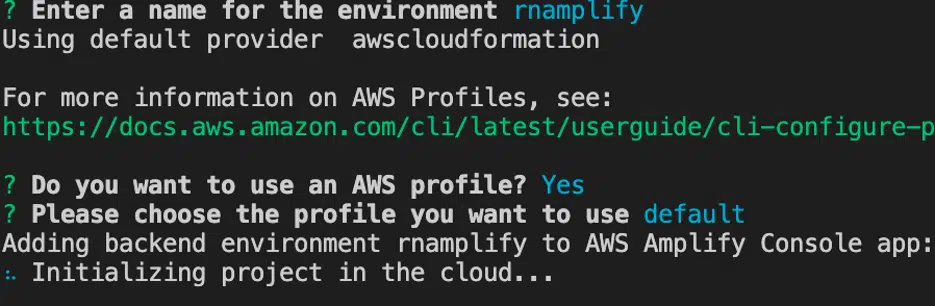 ? Enter a name for the environment rnamplify
Using default provider  awscloudformation
For more information on AWS Profiles, see:
https://docs.aws.amazon.com/cli/latest/userguide/cli-configure-p
? Do you want to use an AWS profile? Yes
? Please choose the profile you want to use default
Adding backend environment rnamplify to AWS Amplify Console app:
⠦ Initializing project in the cloud...